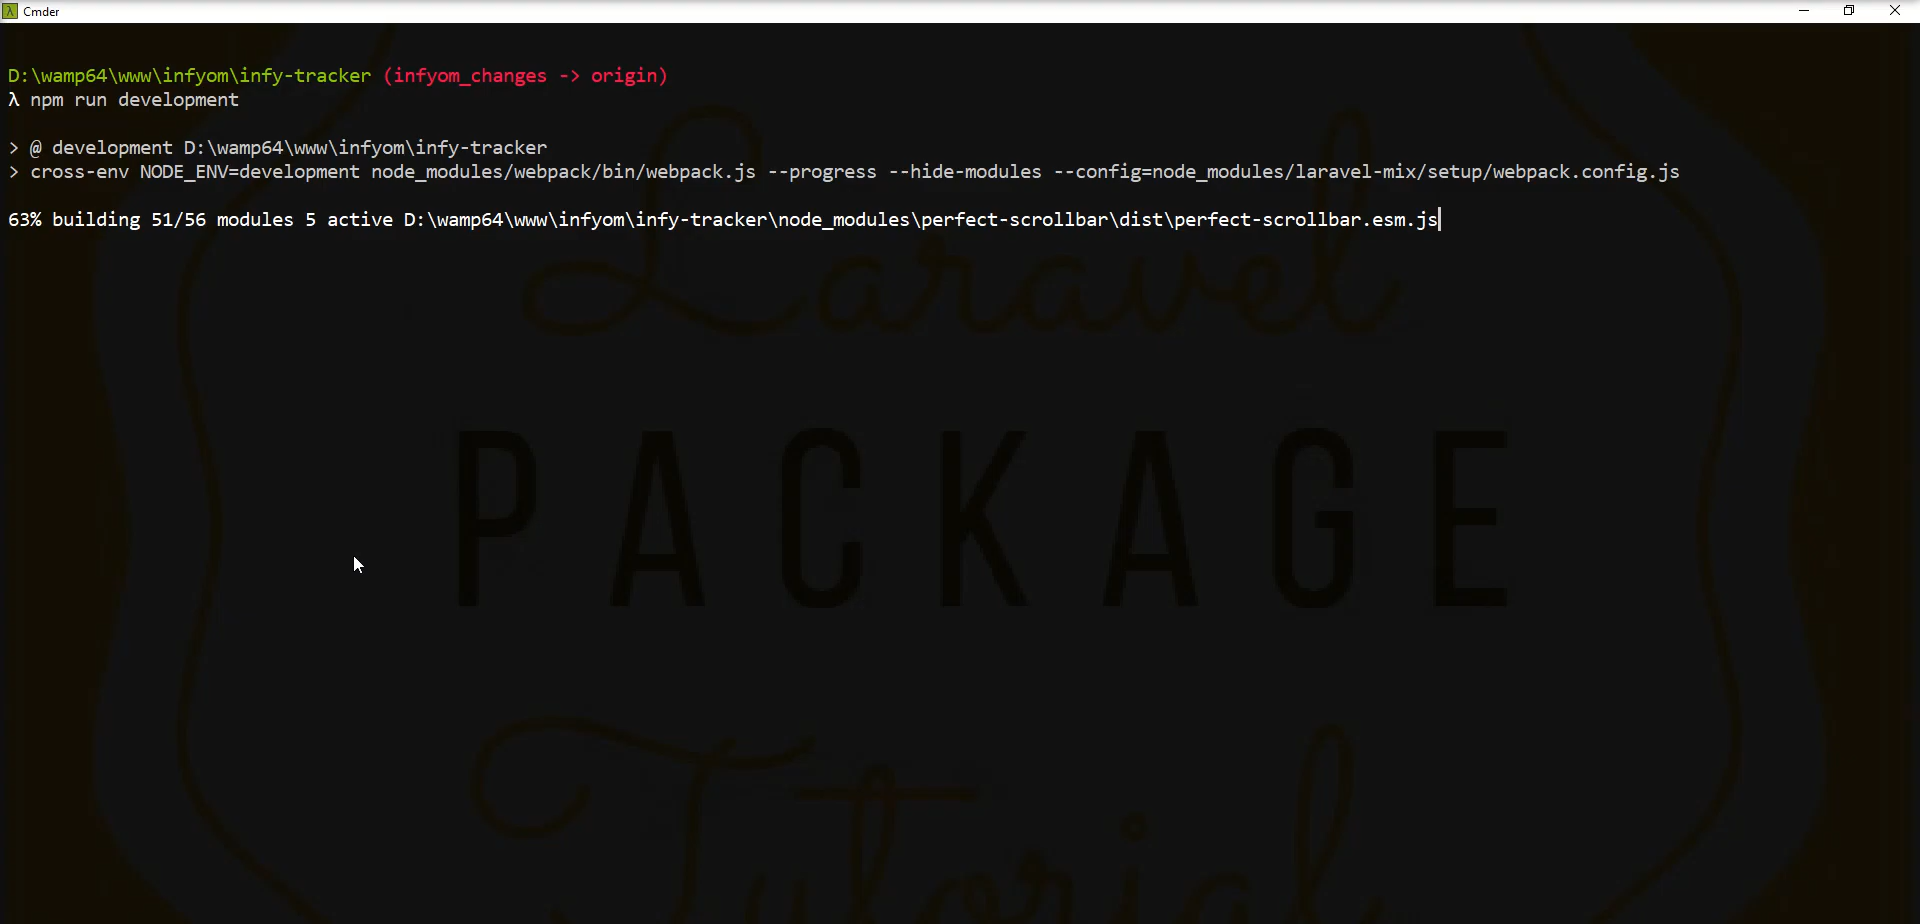 Cmder
D:\wamp64\www\infyom\infy-tracker (infyom_changes -> origin)
λ npm run development
> @ development D:\wamp64\www\infyom\infy-tracker
> cross-env NODE_ENV=development node_modules/webpack/bin/webpack.js --progress --hide-modules --config=node_modules/laravel-mix/setup/webpack.config.js
63% building 51/56 modules 5 active D:\wamp64\www\infyom\infy-tracker\node_modules\perfect-scrollbar\dist\perfect-scrollbar.esm.js
Laravel
PACKAGE
Tutorial